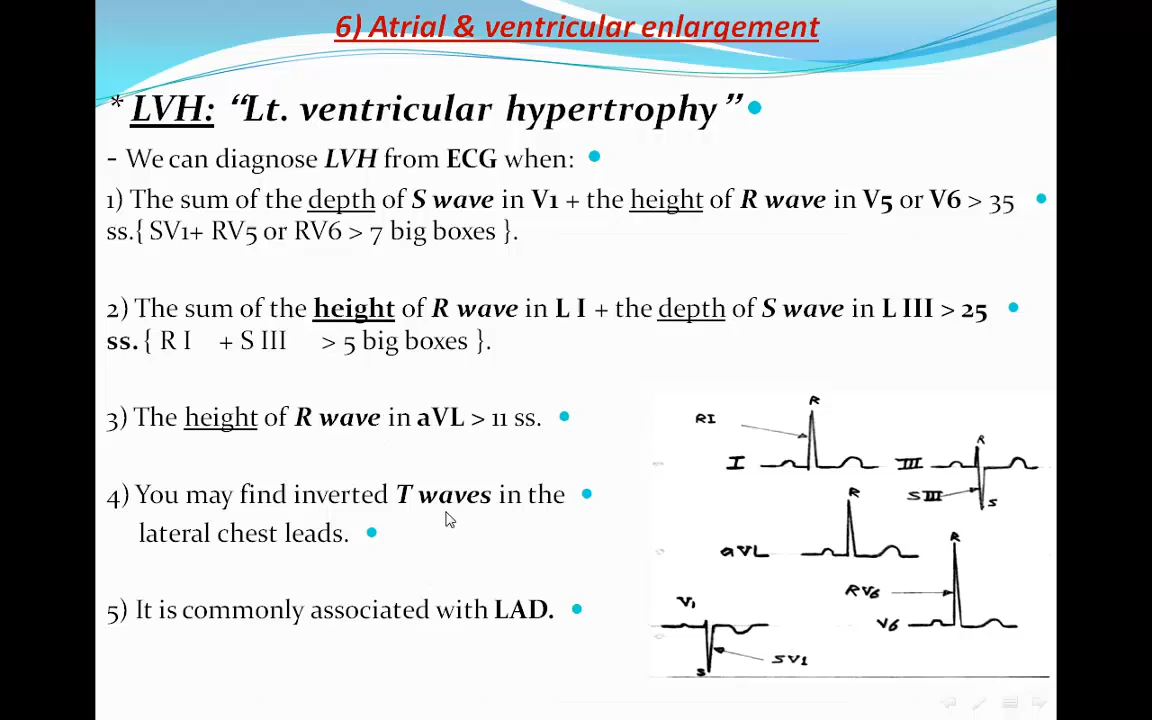 6) Atrial & ventricular enlargement
* LVH: “Lt. ventricular hypertrophy”
- We can diagnose LVH from ECG when:
1) The sum of the depth of S wave in V1 + the height of R wave in V5 or V6 > 35
ss.{ SV1+ RV5 or RV6 > 7 big boxes }.
2) The sum of the height of R wave in L I + the depth of S wave in L III > 25
ss. { R I + S III > 5 big boxes }.
3) The height of R wave in aVL > 11 ss.
4) You may find inverted T waves in the
lateral chest leads.
5) It is commonly associated with LAD.
R
RI
I
III
R
S III
S
R
aVL
R
RV6
V6
V1
S
SV1